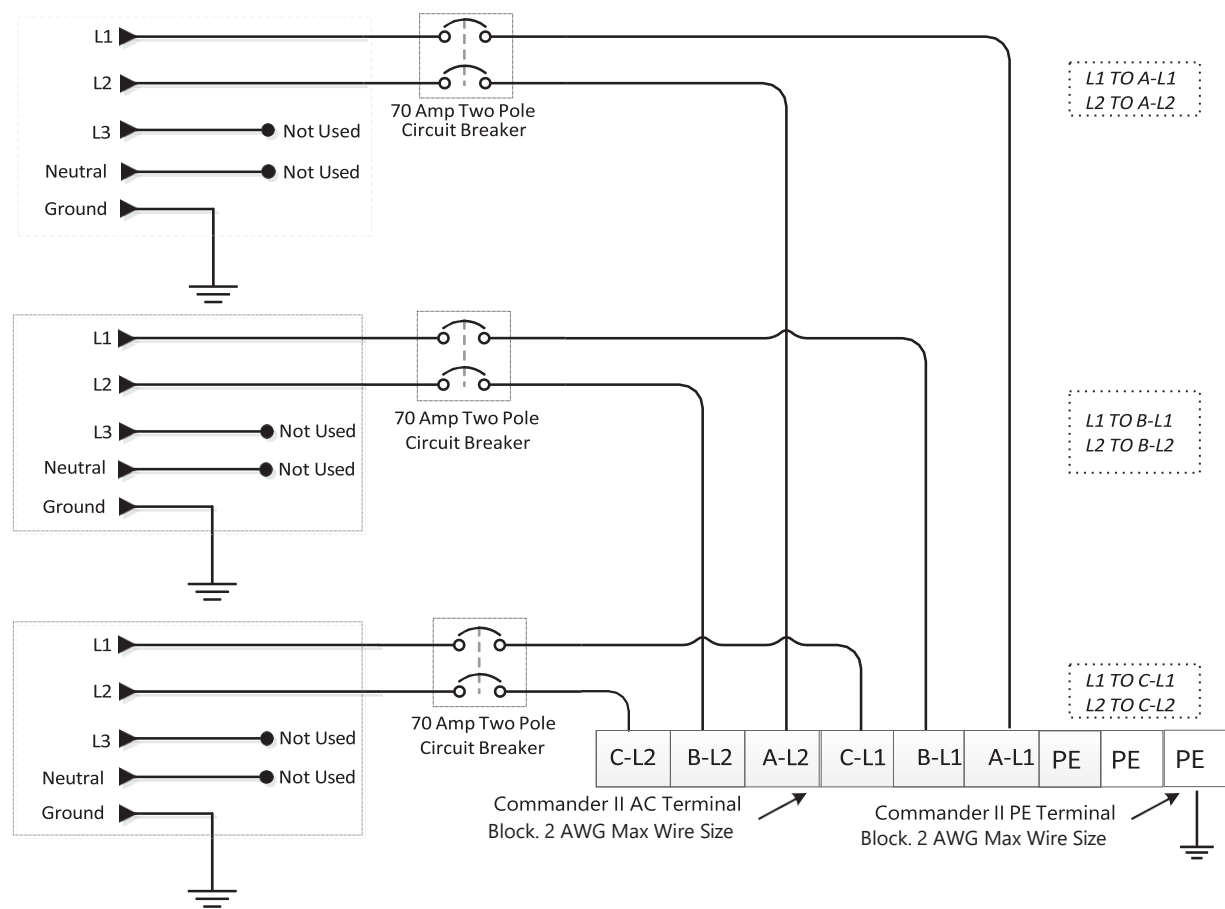 L1
L2
L3
Not Used
Neutral
Not Used
Ground
70 Amp Two Pole
Circuit Breaker
L1 TO A-L1
L2 TO A-L2
L1
L2
L3
Not Used
Neutral
Not Used
Ground
70 Amp Two Pole
Circuit Breaker
L1 TO B-L1
L2 TO B-L2
L1
L2
L3
Not Used
Neutral
Not Used
Ground
70 Amp Two Pole
Circuit Breaker
L1 TO C-L1
L2 TO C-L2
C-L2 B-L2 A-L2 C-L1 B-L1 A-L1 PE PE PE
Commander II AC Terminal
Block. 2 AWG Max Wire Size
Commander II PE Terminal
Block. 2 AWG Max Wire Size